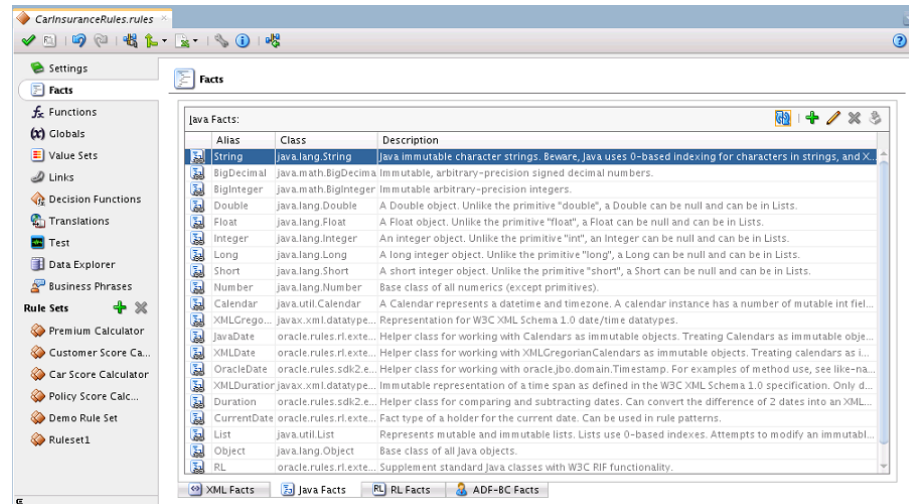 CarInsuranceRules.rules
Settings
Facts
Functions
Globals
Value Sets
Links
Decision Functions
Translations
Test
Data Explorer
Business Phrases
Rule Sets
Premium Calculator
Customer Score Ca...
Car Score Calculator
Policy Score Calc...
Demo Rule Set
Ruleset1
Facts
Java Facts:
Alias Class Description
String java.lang.String Java immutable character strings. Beware, Java uses 0-based indexing for characters in strings, and X...
BigDecimal java.math.BigDecima Immutable, arbitrary-precision signed decimal numbers.
BigInteger java.math.BigInteger Immutable arbitrary-precision integers.
Double java.lang.Double A Double object. Unlike the primitive "double", a Double can be null and can be in Lists.
Float java.lang.Float A Float object. Unlike the primitive "float", a Float can be null and can be in Lists.
Integer java.lang.Integer An integer object. Unlike the primitive "int", an Integer can be null and can be in Lists.
Long java.lang.Long A long integer object. Unlike the primitive "long", a Long can be null and can be in Lists.
Short java.lang.Short A short integer object. Unlike the primitive "short", a Short can be null and can be in Lists.
Number java.lang.Number Base class of all numerics (except primitives).
Calendar java.util.Calendar A Calendar represents a datetime and timezone. A calendar instance has a number of mutable int fiel...
XMLGrego... javax.xml.datatype... Representation for W3C XML Schema 1.0 date/time datatypes.
JavaDate oracle.rules.rl.exte... Helper class for working with Calendars as immutable objects. Treating Calendars as immutable obje...
XMLDate oracle.rules.rl.exte... Helper class for working with XMLGregorianCalendars as immutable objects. Treating calendars as i...
OracleDate oracle.rules.sdk2.e... Helper class for working with oracle.jbo.domain.Timestamp. For examples of method use, see like-na...
XMLDuration javax.xml.datatype... Immutable representation of a time span as defined in the W3C XML Schema 1.0 specification. Only d...
Duration oracle.rules.sdk2.e... Helper class for comparing and subtracting dates. Can convert the difference of 2 dates into an XML...
CurrentDate oracle.rules.rl.exte... Fact type of a holder for the current date. Can be used in rule patterns.
List java.util.List Represents mutable and immutable lists. Lists use 0-based indexes. Attempts to modify an immutabl...
Object java.lang.Object Base class of all Java objects.
RL oracle.rules.rl.exte... Supplement standard Java classes with W3C RIF functionality.
XML Facts Java Facts RL RL Facts ADF-BC Facts